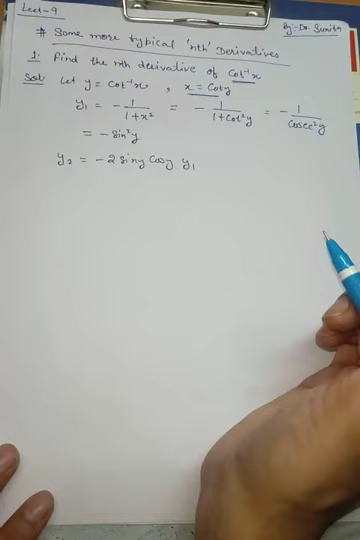 Lect-9
By:- Dr. Sunita
# Some more typical 'nth' Derivatives
1. Find the nth derivative of Cot⁻¹x
Sol: Let y = Cot⁻¹x , x = Coty
y₁ = - 1/(1+x²) = - 1/(1+Cot²y) = - 1/Cosec²y
= - Sin²y
y₂ = -2 Siny Cosy y₁